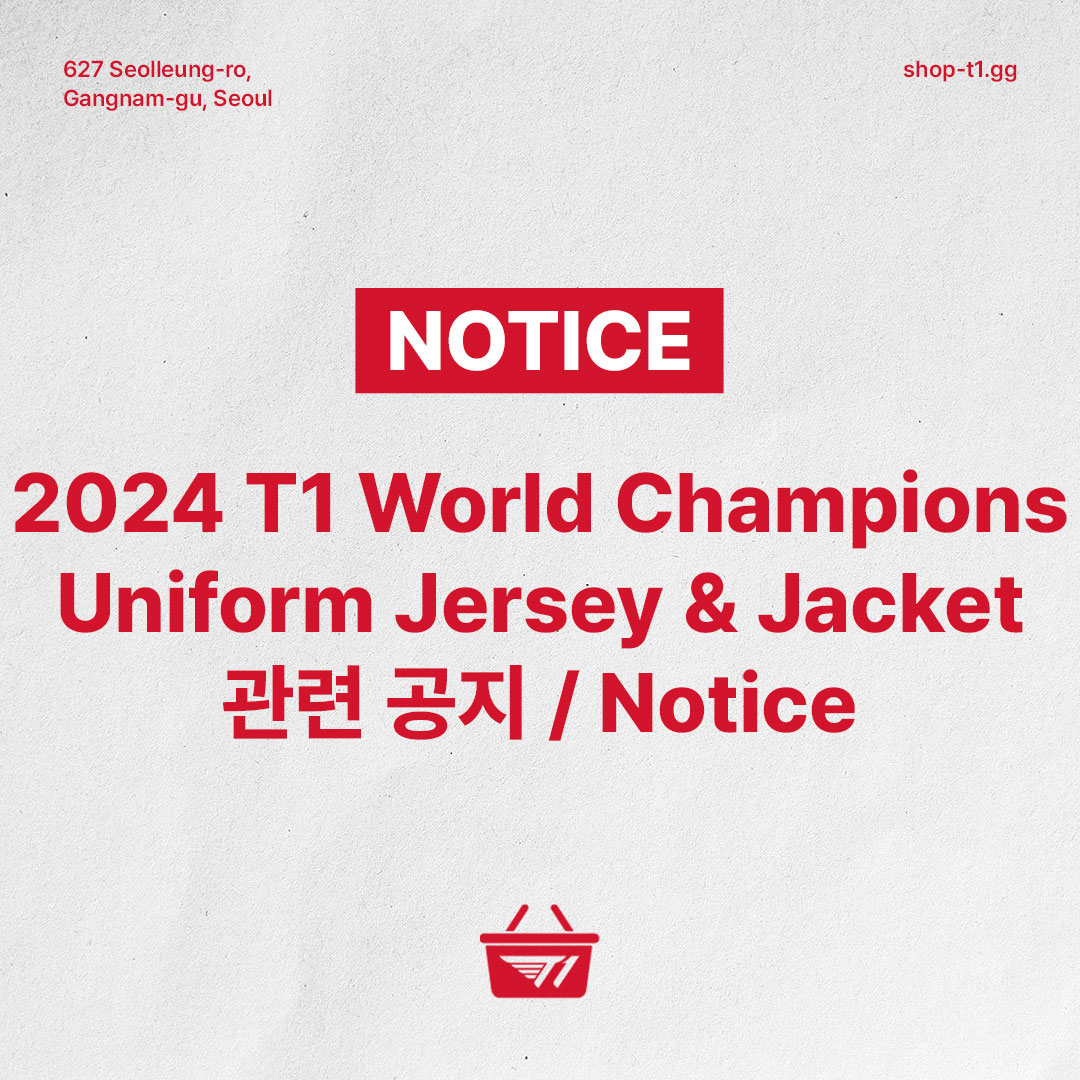 627 Seolleung-ro,
Gangnam-gu, Seoul
shop-t1.gg
NOTICE
2024 T1 World Champions
Uniform Jersey & Jacket
관련 공지 / Notice
T1